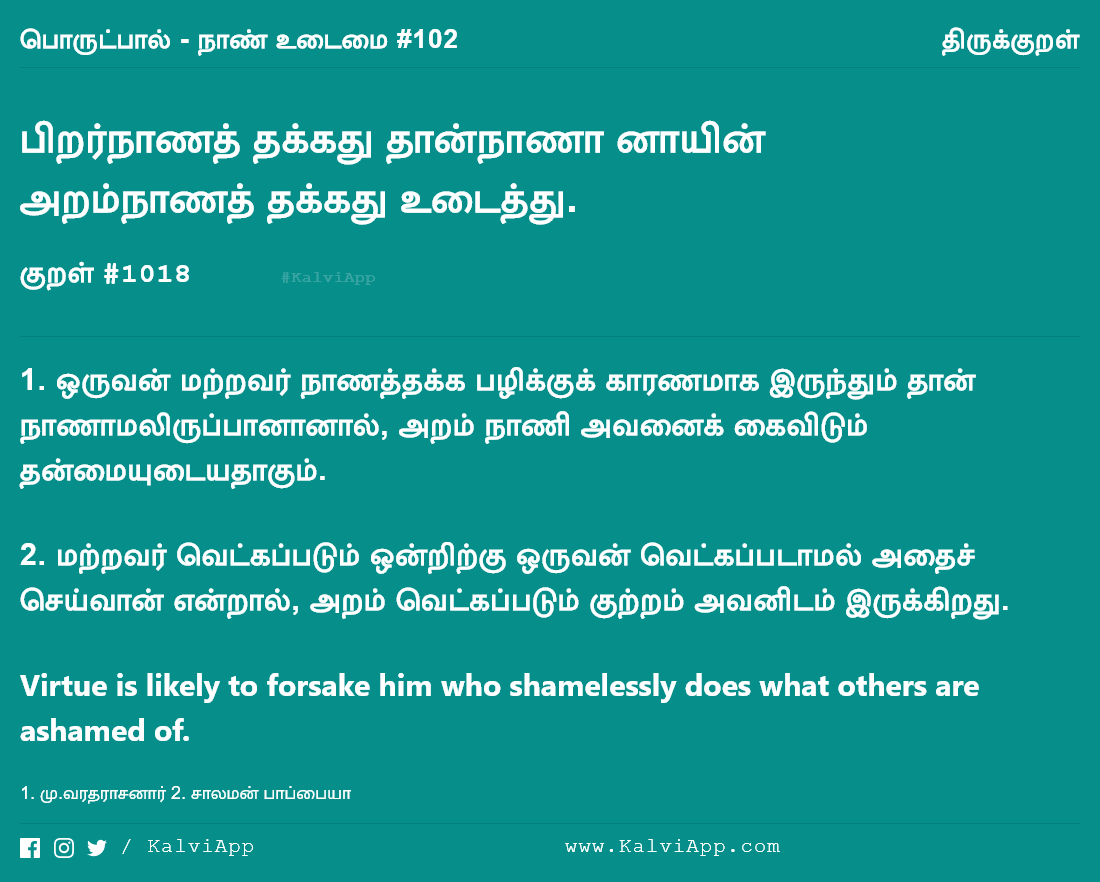 பொருட்பால் - நாண் உடைமை #102 திருக்குறள்
பிறர்நாணத் தக்கது தான்நாணா னாயின்
அறம்நாணத் தக்கது உடைத்து.
குறள் #1018 #KalviApp
1. ஒருவன் மற்றவர் நாணத்தக்க பழிக்குக் காரணமாக இருந்தும் தான்
நாணாமலிருப்பானானால், அறம் நாணி அவனைக் கைவிடும்
தன்மையுடையதாகும்.
2. மற்றவர் வெட்கப்படும் ஒன்றிற்கு ஒருவன் வெட்கப்படாமல் அதைச்
செய்வான் என்றால், அறம் வெட்கப்படும் குற்றம் அவனிடம் இருக்கிறது.
Virtue is likely to forsake him who shamelessly does what others are
ashamed of.
1. மு.வரதராசனார் 2. சாலமன் பாப்பையா
/ KalviApp www.KalviApp.com